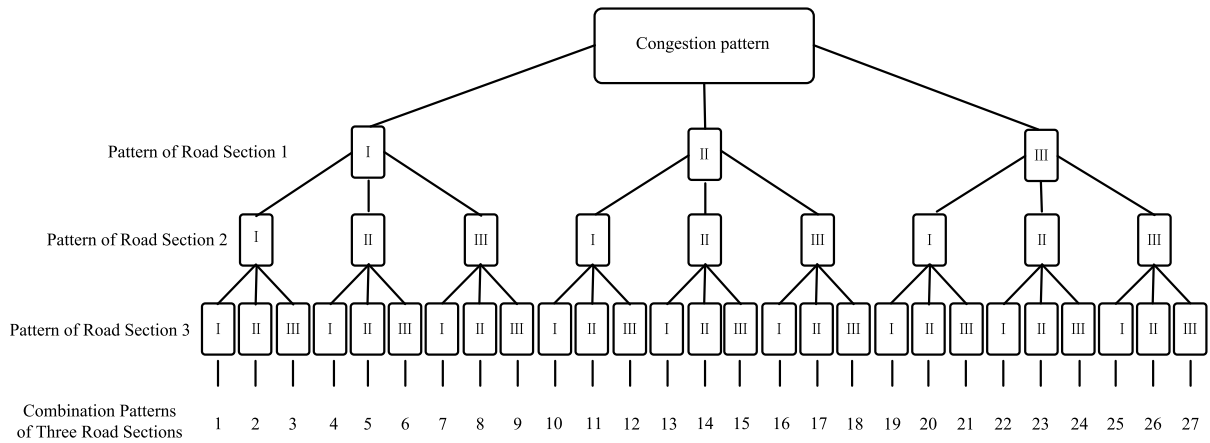 Congestion pattern
Pattern of Road Section 1 Ⅰ Ⅱ Ⅲ
Pattern of Road Section 2 Ⅰ Ⅱ Ⅲ Ⅰ Ⅱ Ⅲ Ⅰ Ⅱ Ⅲ
Pattern of Road Section 3 Ⅰ Ⅱ Ⅲ Ⅰ Ⅱ Ⅲ Ⅰ Ⅱ Ⅲ Ⅰ Ⅱ Ⅲ Ⅰ Ⅱ Ⅲ Ⅰ Ⅱ Ⅲ Ⅰ Ⅱ Ⅲ Ⅰ Ⅱ Ⅲ Ⅰ Ⅱ Ⅲ
Combination Patterns
of Three Road Sections 1 2 3 4 5 6 7 8 9 10 11 12 13 14 15 16 17 18 19 20 21 22 23 24 25 26 27